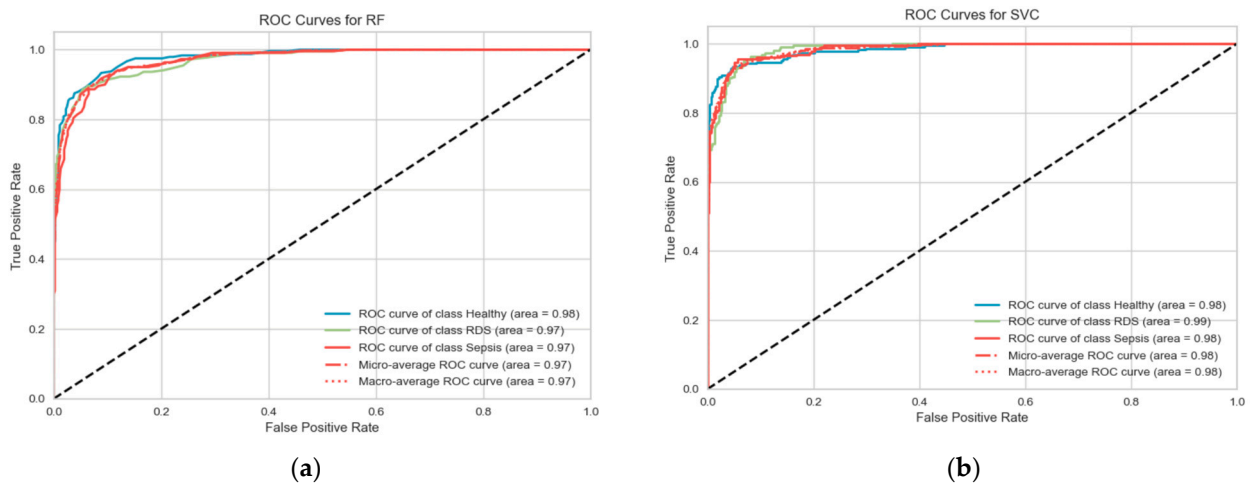 ROC Curves for RF
1.0
0.8
0.6
0.4
0.2
0.0
True Positive Rate
ROC curve of class Healthy (area = 0.98)
ROC curve of class RDS (area = 0.97)
ROC curve of class Sepsis (area = 0.97)
Micro-average ROC curve (area = 0.97)
Macro-average ROC curve (area = 0.97)
0.0 0.2 0.4 0.6 0.8 1.0
False Positive Rate
(a)
ROC Curves for SVC
1.0
0.8
0.6
0.4
0.2
0.0
True Positive Rate
ROC curve of class Healthy (area = 0.98)
ROC curve of class RDS (area = 0.99)
ROC curve of class Sepsis (area = 0.98)
Micro-average ROC curve (area = 0.98)
Macro-average ROC curve (area = 0.98)
0.0 0.2 0.4 0.6 0.8 1.0
False Positive Rate
(b)